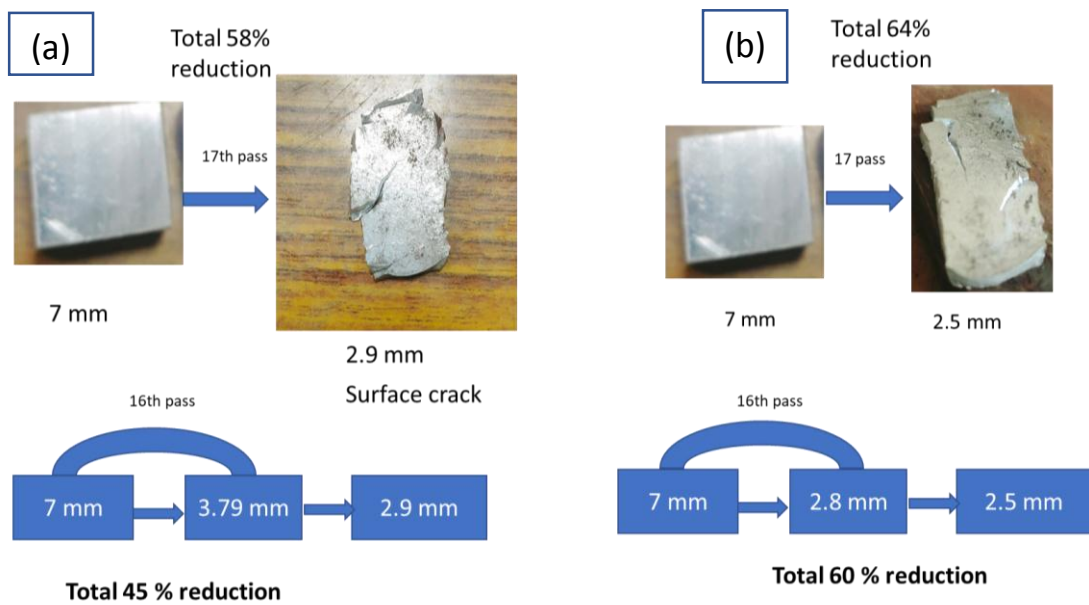 (a)
Total 58%
reduction
17th pass
7 mm
2.9 mm
Surface crack
16th pass
7 mm
3.79 mm
2.9 mm
Total 45 % reduction
(b)
Total 64%
reduction
17 pass
7 mm
2.5 mm
16th pass
7 mm
2.8 mm
2.5 mm
Total 60 % reduction